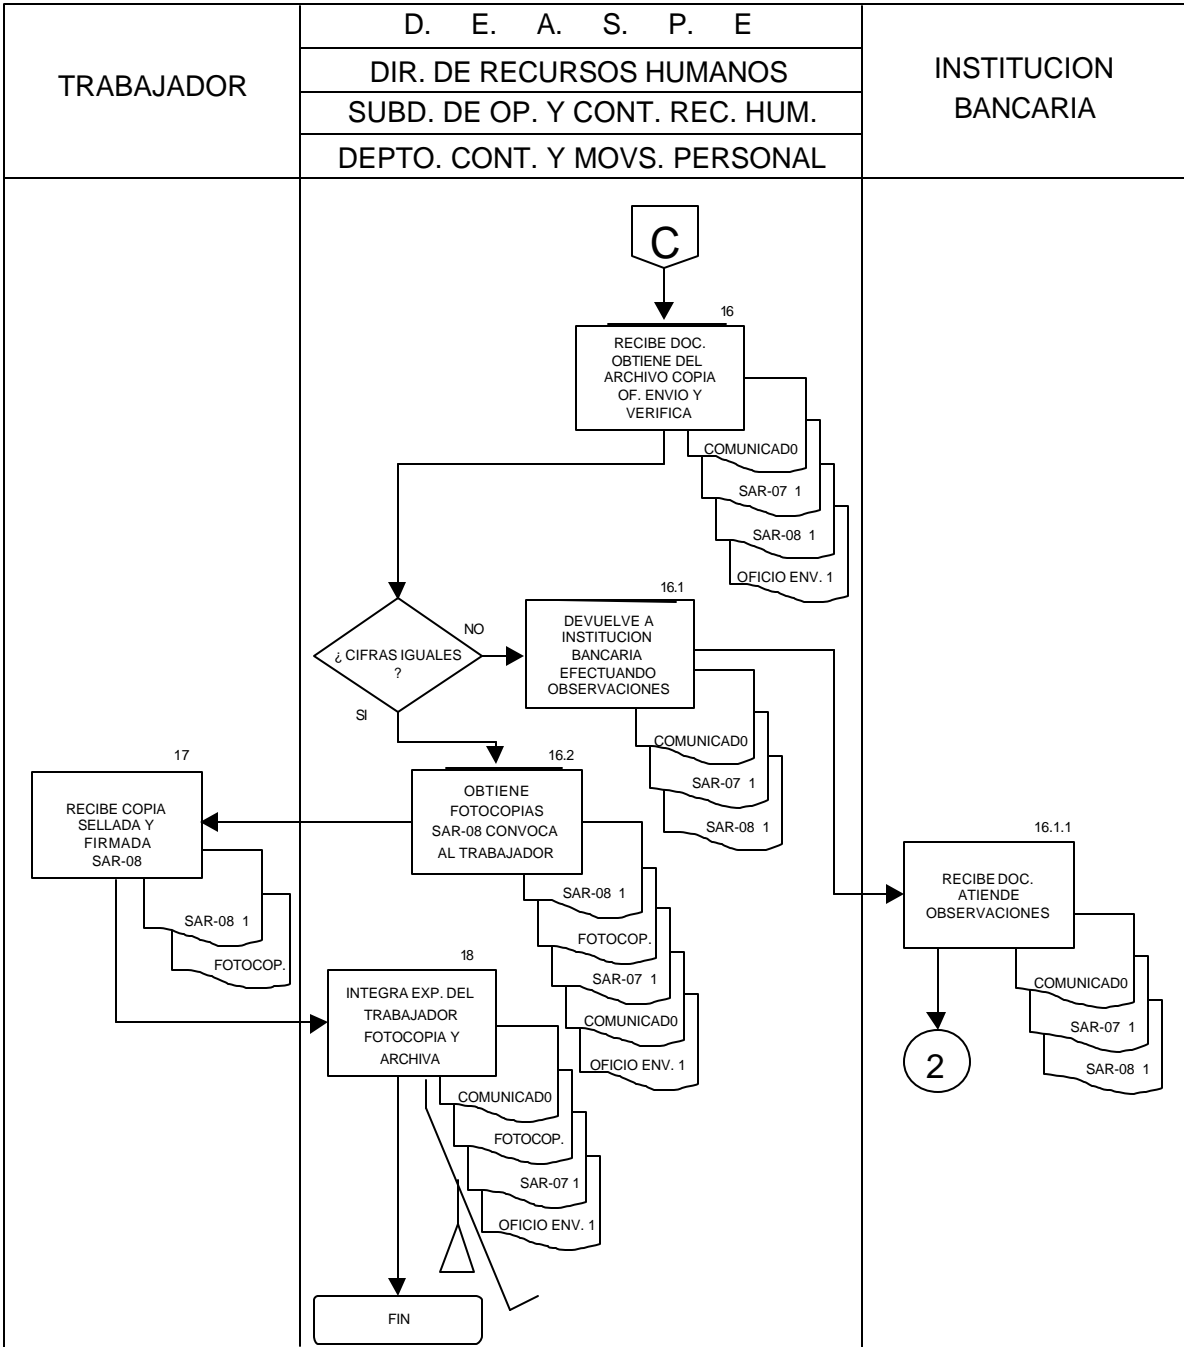 TRABAJADOR
D. E. A. S. P. E
DIR. DE RECURSOS HUMANOS
SUBD. DE OP. Y CONT. REC. HUM.
DEPTO. CONT. Y MOVS. PERSONAL
INSTITUCION
BANCARIA
C
16
RECIBE DOC.
OBTIENE DEL
ARCHIVO COPIA
OF. ENVIO Y
VERIFICA
COMUNICAD0
SAR-07 1
SAR-08 1
OFICIO ENV. 1
¿ CIFRAS IGUALES
?
NO
SI
16.1
DEVUELVE A
INSTITUCION
BANCARIA
EFECTUANDO
OBSERVACIONES
COMUNICAD0
SAR-07 1
SAR-08 1
16.2
OBTIENE
FOTOCOPIAS
SAR-08 CONVOCA
AL TRABAJADOR
SAR-08 1
FOTOCOP.
SAR-07 1
COMUNICAD0
OFICIO ENV. 1
17
RECIBE COPIA
SELLADA Y
FIRMADA
SAR-08
SAR-08 1
FOTOCOP.
16.1.1
RECIBE DOC.
ATIENDE
OBSERVACIONES
COMUNICAD0
SAR-07 1
SAR-08 1
2
18
INTEGRA EXP. DEL
TRABAJADOR
FOTOCOPIA Y
ARCHIVA
COMUNICAD0
FOTOCOP.
SAR-07 1
OFICIO ENV. 1
FIN